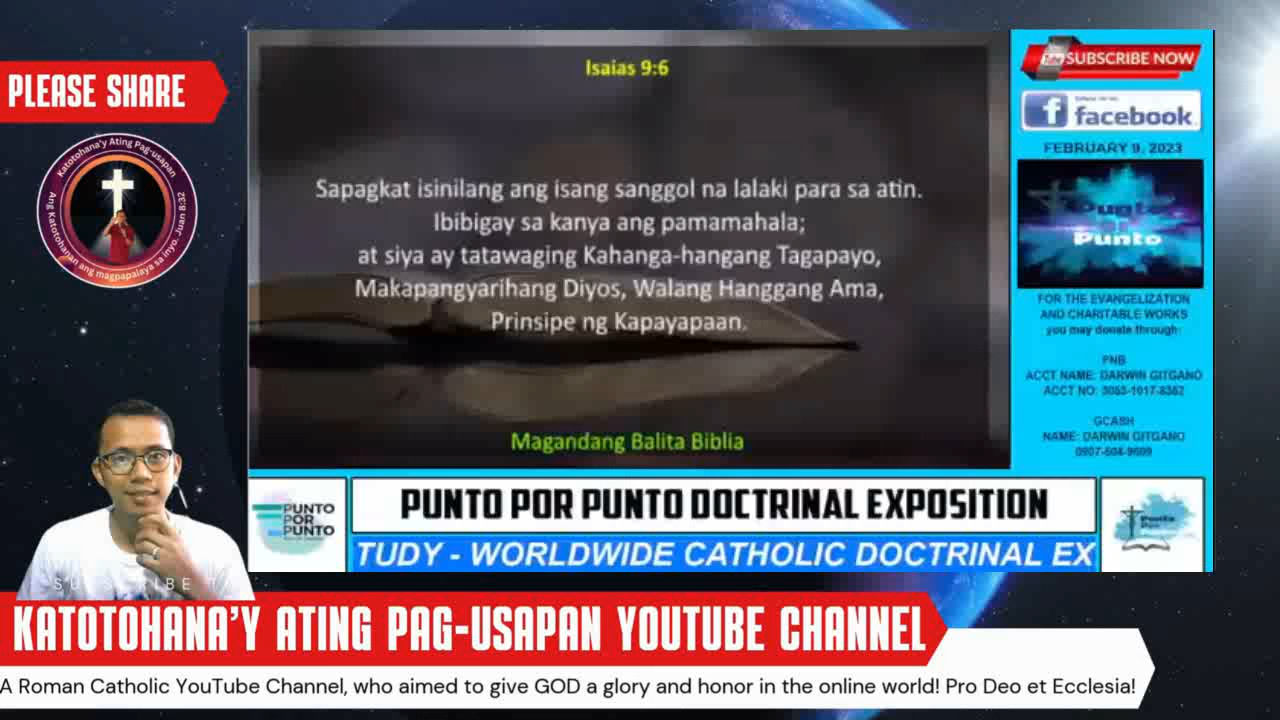 PLEASE SHARE
Katotohana'y Ating Pag-usapan
Ang Katotohanan ang magpapalaya sa inyo. Juan 8:32
Isaias 9:6
Sapagkat isinilang ang isang sanggol na lalaki para sa atin.
Ibibigay sa kanya ang pamamahala;
at siya ay tatawaging Kahanga-hangang Tagapayo,
Makapangyarihang Diyos, Walang Hanggang Ama,
Prinsipe ng Kapayapaan.
Magandang Balita Biblia
SUBSCRIBE NOW
facebook.
FEBRUARY 9, 2023
Punto
Punto
FOR THE EVANGELIZATION
AND CHARITABLE WORKS
you may donate through:
PNB
ACCT NAME: DARWIN GITGANO
ACCT NO:
GCASH
NAME: DARWIN GITGANO
PUNTO
POR
PUNTO
PUNTO POR PUNTO DOCTRINAL EXPOSITION
TUDY - WORLDWIDE CATHOLIC DOCTRINAL EX
Punto
SUBSCRIBE
KATOTOHANA'Y ATING PAG-USAPAN YOUTUBE CHANNEL
A Roman Catholic YouTube Channel, who aimed to give GOD a glory and honor in the online world! Pro Deo et Ecclesia!